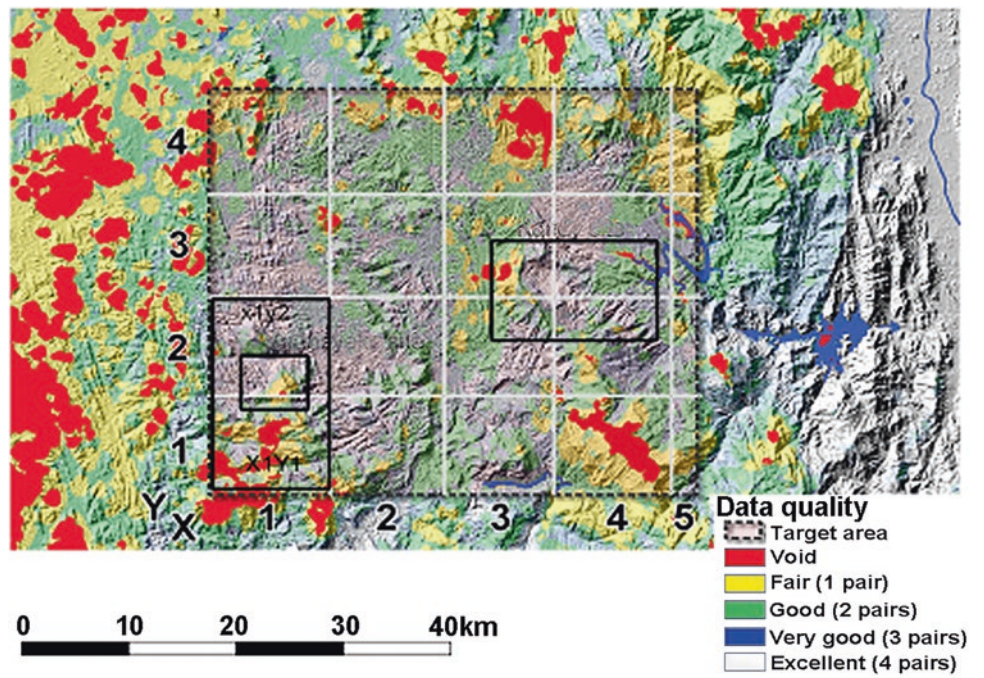 4
3
2
1
x1y2
X1Y1
Y
X
1 2 3 4 5
Data quality
Target area
Void
Fair (1 pair)
Good (2 pairs)
Very good (3 pairs)
Excellent (4 pairs)
0 10 20 30 40km